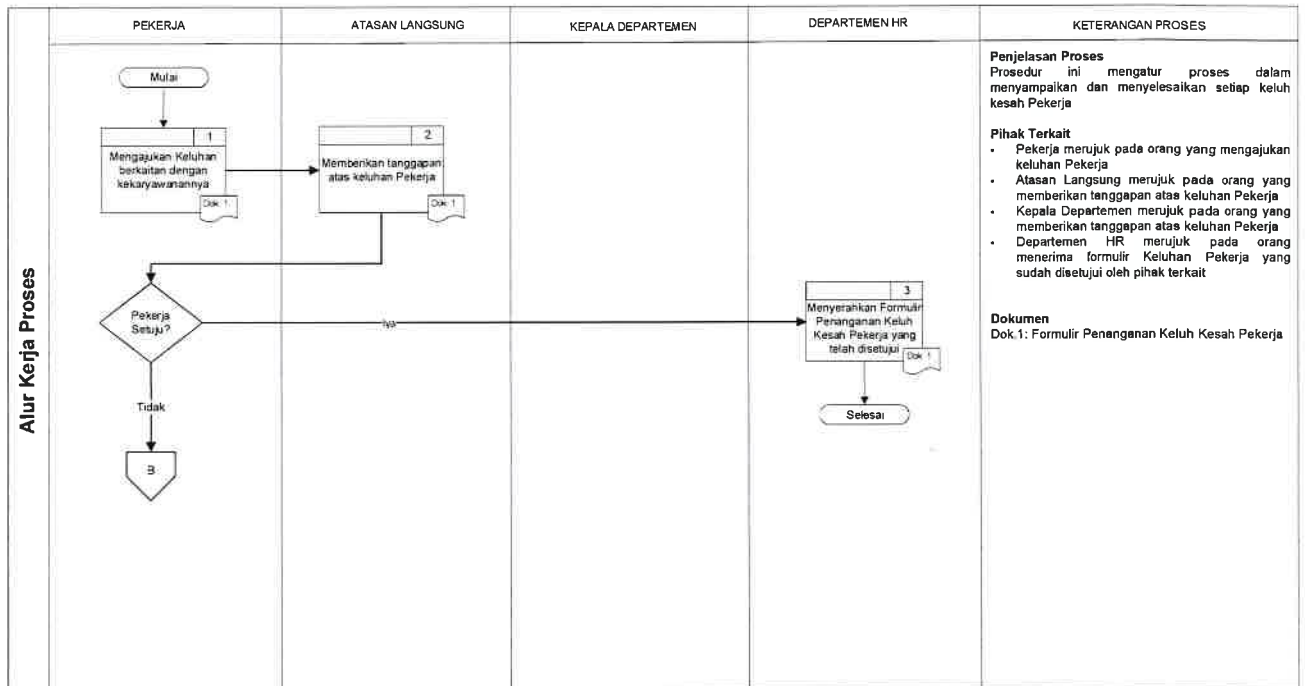 PEKERJA
ATASAN LANGSUNG
KEPALA DEPARTEMEN
DEPARTEMEN HR
KETERANGAN PROSES
Alur Kerja Proses
Mulai
1
Mengajukan Keluhan
berkaitan dengan
kekaryawanannya
Dok. 1
2
Memberikan tanggapan
atas keluhan Pekerja
Dok. 1
Pekerja
Setuju?
Iya
Tidak
B
3
Menyerahkan Formulir
Penanganan Keluh
Kesah Pekerja yang
telah disetujui
Dok. 1
Selesai
Penjelasan Proses
Prosedur ini mengatur proses dalam
menyampaikan dan menyelesaikan setiap keluh
kesah Pekerja
Pihak Terkait
• Pekerja merujuk pada orang yang mengajukan
keluhan Pekerja
• Atasan Langsung merujuk pada orang yang
memberikan tanggapan atas keluhan Pekerja
• Kepala Departemen merujuk pada orang yang
memberikan tanggapan atas keluhan Pekerja
• Departemen HR merujuk pada orang
menerima formulir Keluhan Pekerja yang
sudah disetujui oleh pihak terkait
Dokumen
Dok.1: Formulir Penanganan Keluh Kesah Pekerja